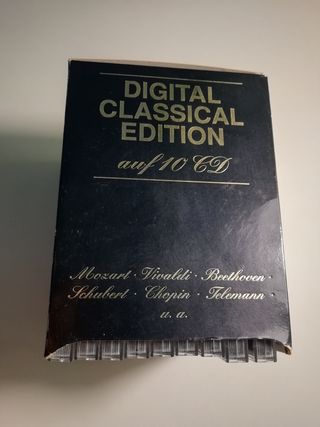 DIGITAL
CLASSICAL
EDITION
auf 10 CD
Mozart · Vivaldi · Beethoven ·
Schubert · Chopin · Telemann
u. a.